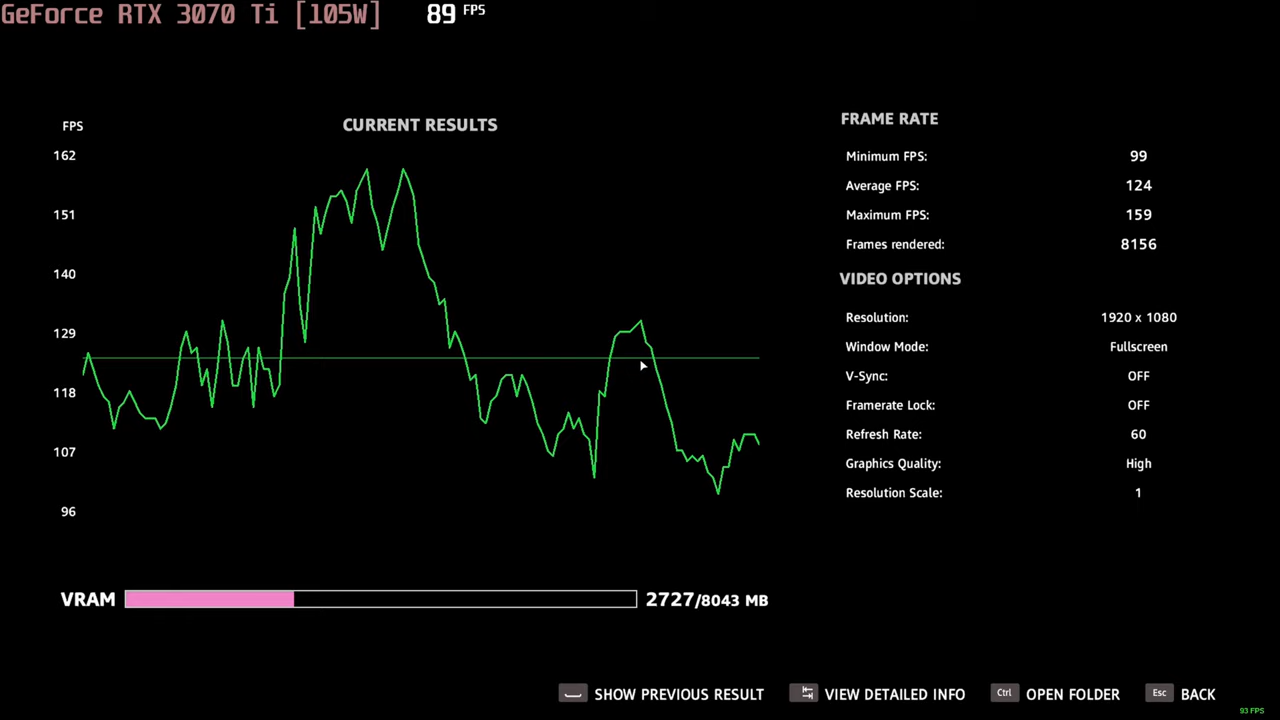 GeForce RTX 3070 Ti [105W] 89 FPS
FPS
CURRENT RESULTS
162
151
140
129
118
107
96
VRAM 2727/8043 MB
FRAME RATE
Minimum FPS: 99
Average FPS: 124
Maximum FPS: 159
Frames rendered: 8156
VIDEO OPTIONS
Resolution: 1920 x 1080
Window Mode: Fullscreen
V-Sync: OFF
Framerate Lock: OFF
Refresh Rate: 60
Graphics Quality: High
Resolution Scale: 1
SHOW PREVIOUS RESULT VIEW DETAILED INFO Ctrl OPEN FOLDER Esc BACK
93 FPS